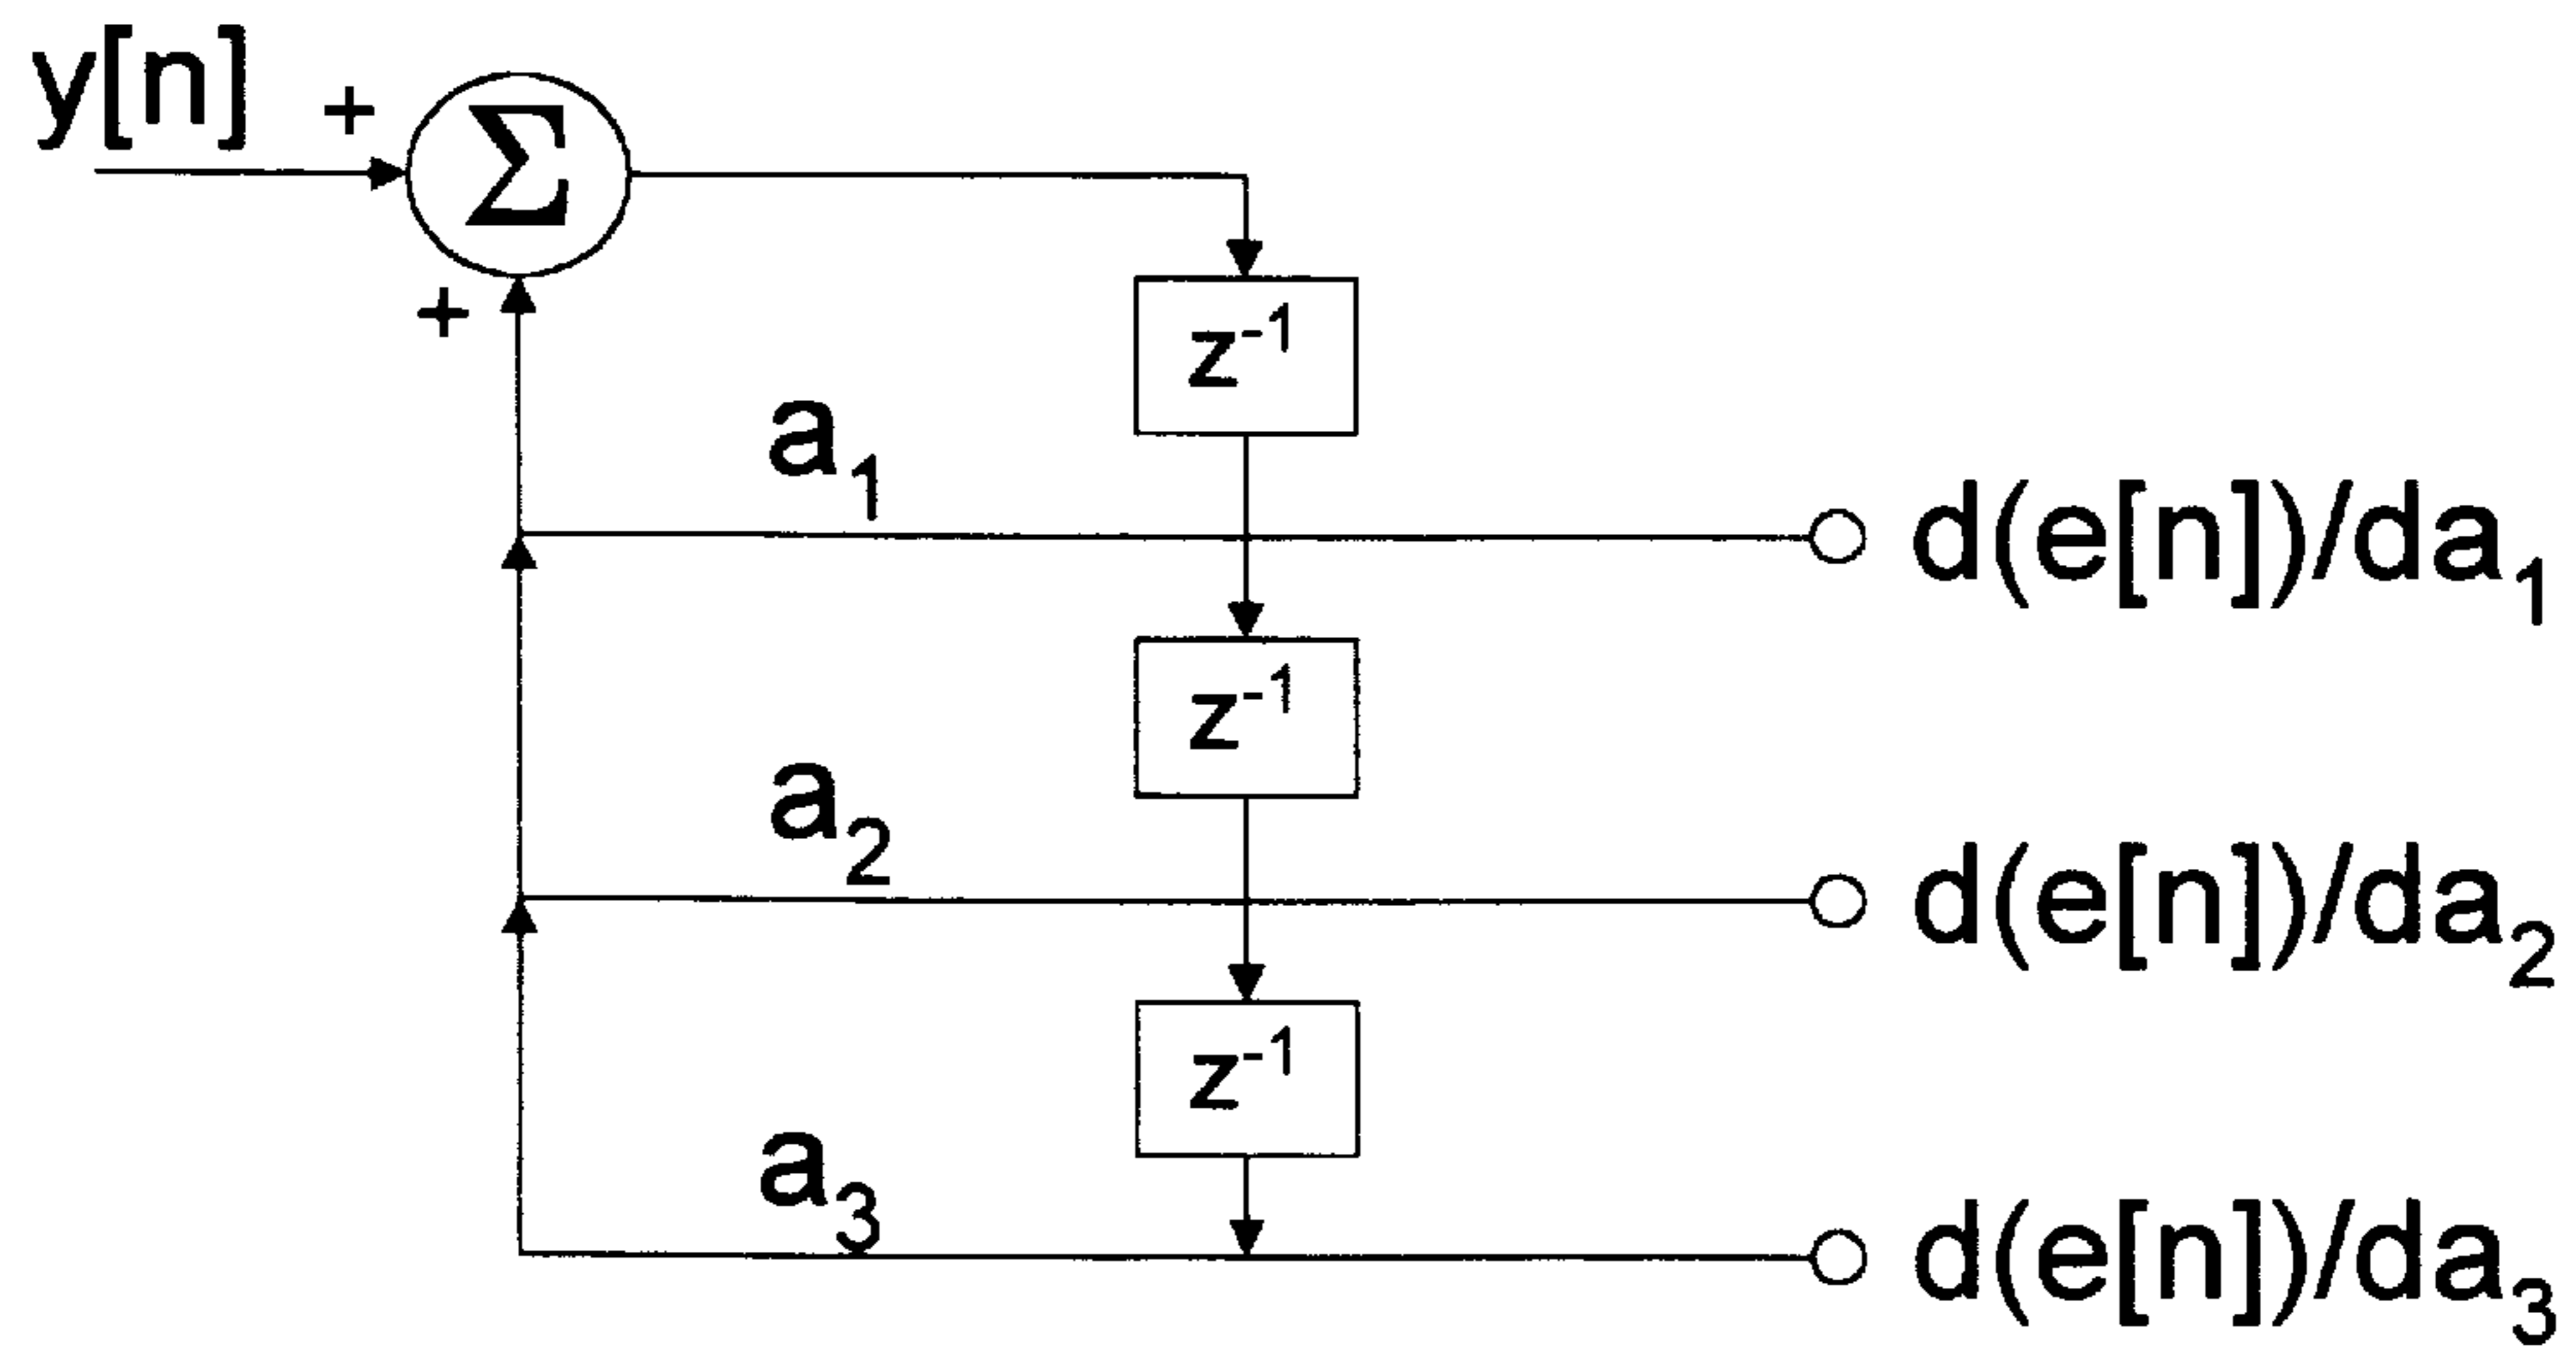 y[n]
+
Σ
+
z⁻¹
a₁
d(e[n])/da₁
z⁻¹
a₂
d(e[n])/da₂
z⁻¹
a₃
d(e[n])/da₃